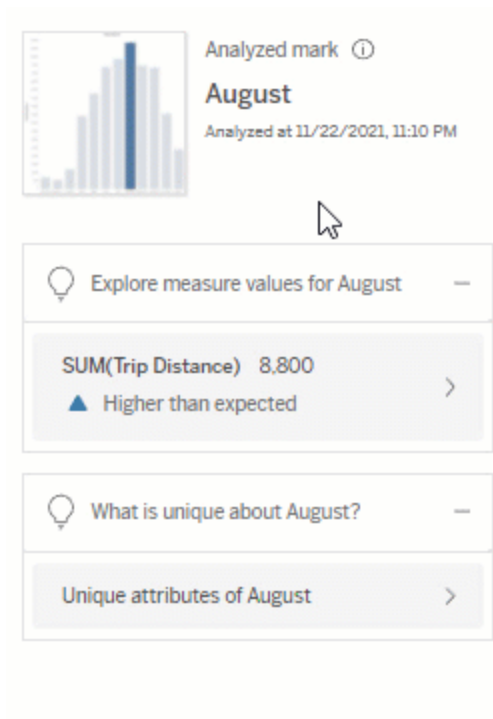 Analyzed mark
August
Analyzed at 11/22/2021, 11:10 PM
Explore measure values for August
SUM(Trip Distance) 8,800
Higher than expected
What is unique about August?
Unique attributes of August